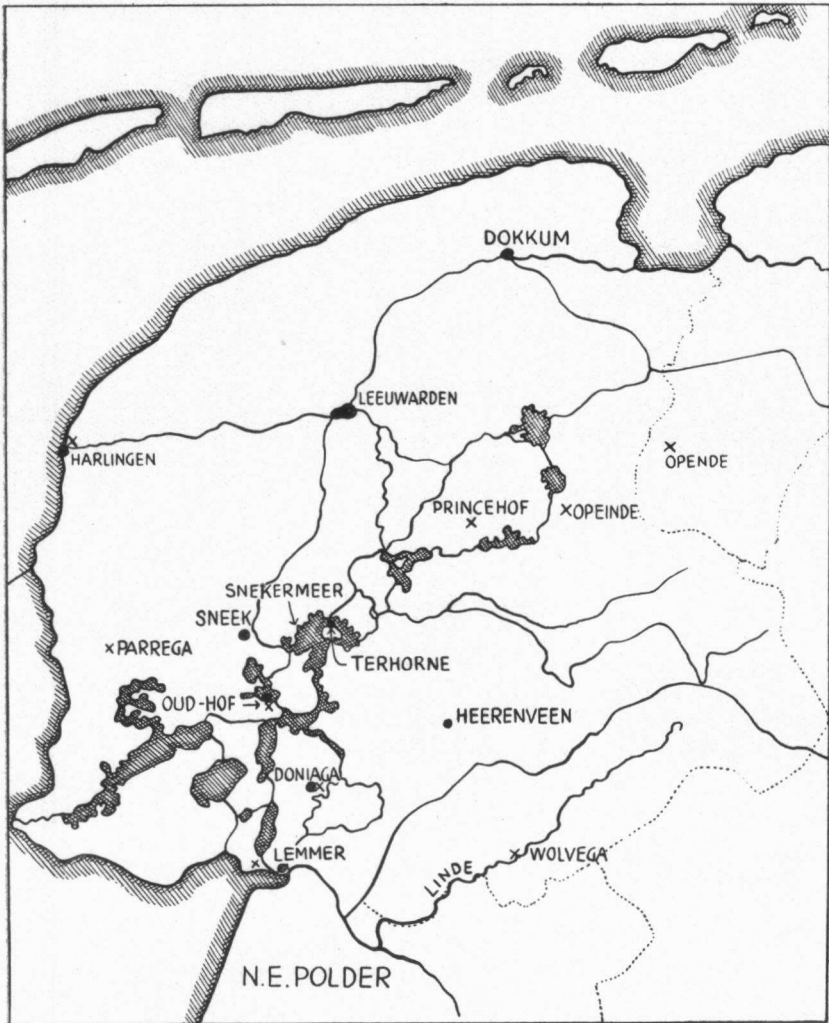 DOKKUM
LEEUWARDEN
HARLINGEN
OPENDE
PRINCEHOF
OPEINDE
SNEKERMEER
SNEEK
PARREGA
TERHORNE
OUD-HOF
HEERENVEEN
DONIAGA
LEMMER
WOLVEGA
LINDE
N.E. POLDER